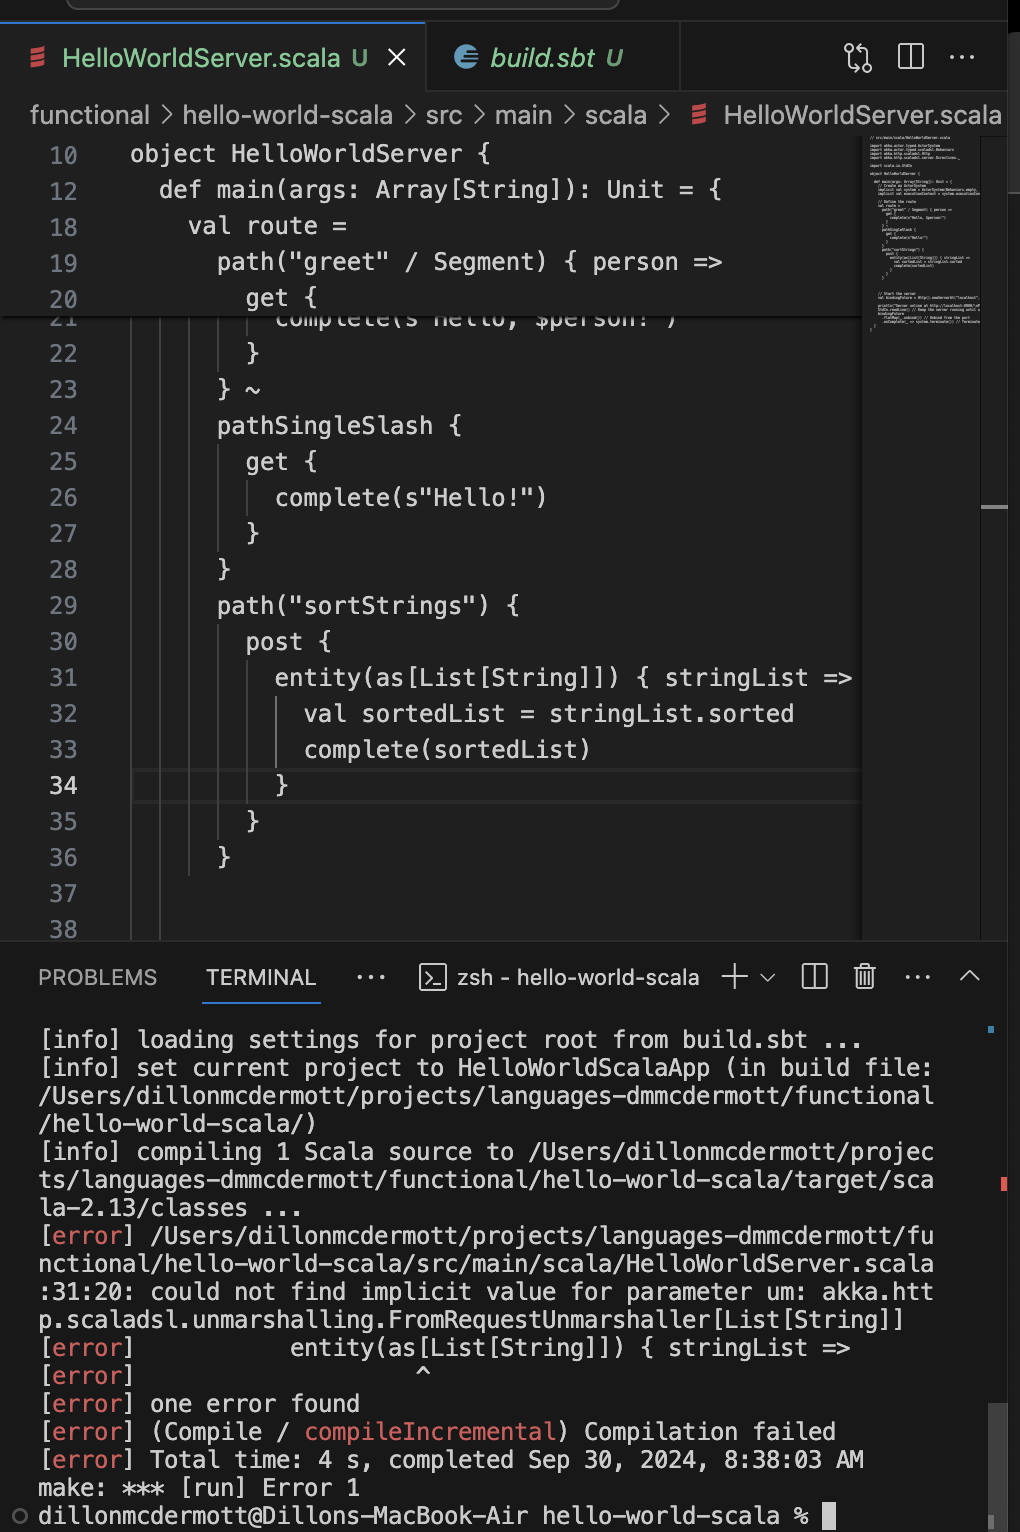 HelloWorldServer.scala U
build.sbt U
functional > hello-world-scala > src > main > scala > HelloWorldServer.scala
10 object HelloWorldServer {
12 def main(args: Array[String]): Unit = {
18 val route =
19 path("greet" / Segment) { person =>
20 get {
21 complete(s"Hello, $person!")
22 }
23 } ~
24 pathSingleSlash {
25 get {
26 complete(s"Hello!")
27 }
28 }
29 path("sortStrings") {
30 post {
31 entity(as[List[String]]) { stringList =>
32 val sortedList = stringList.sorted
33 complete(sortedList)
34 }
35 }
36 }
37
38
PROBLEMS TERMINAL ... zsh - hello-world-scala
[info] loading settings for project root from build.sbt ...
[info] set current project to HelloWorldScalaApp (in build file:
/Users/dillonmcdermott/projects/languages-dmmcdermott/functional
/hello-world-scala/)
[info] compiling 1 Scala source to /Users/dillonmcdermott/projec
ts/languages-dmmcdermott/functional/hello-world-scala/target/sca
la-2.13/classes ...
[error] /Users/dillonmcdermott/projects/languages-dmmcdermott/fu
nctional/hello-world-scala/src/main/scala/HelloWorldServer.scala
:31:20: could not find implicit value for parameter um: akka.htt
p.scaladsl.unmarshalling.FromRequestUnmarshaller[List[String]]
[error] entity(as[List[String]]) { stringList =>
[error] ^
[error] one error found
[error] (Compile / compileIncremental) Compilation failed
[error] Total time: 4 s, completed Sep 30, 2024, 8:38:03 AM
make: *** [run] Error 1
dillonmcdermott@Dillons-MacBook-Air hello-world-scala %